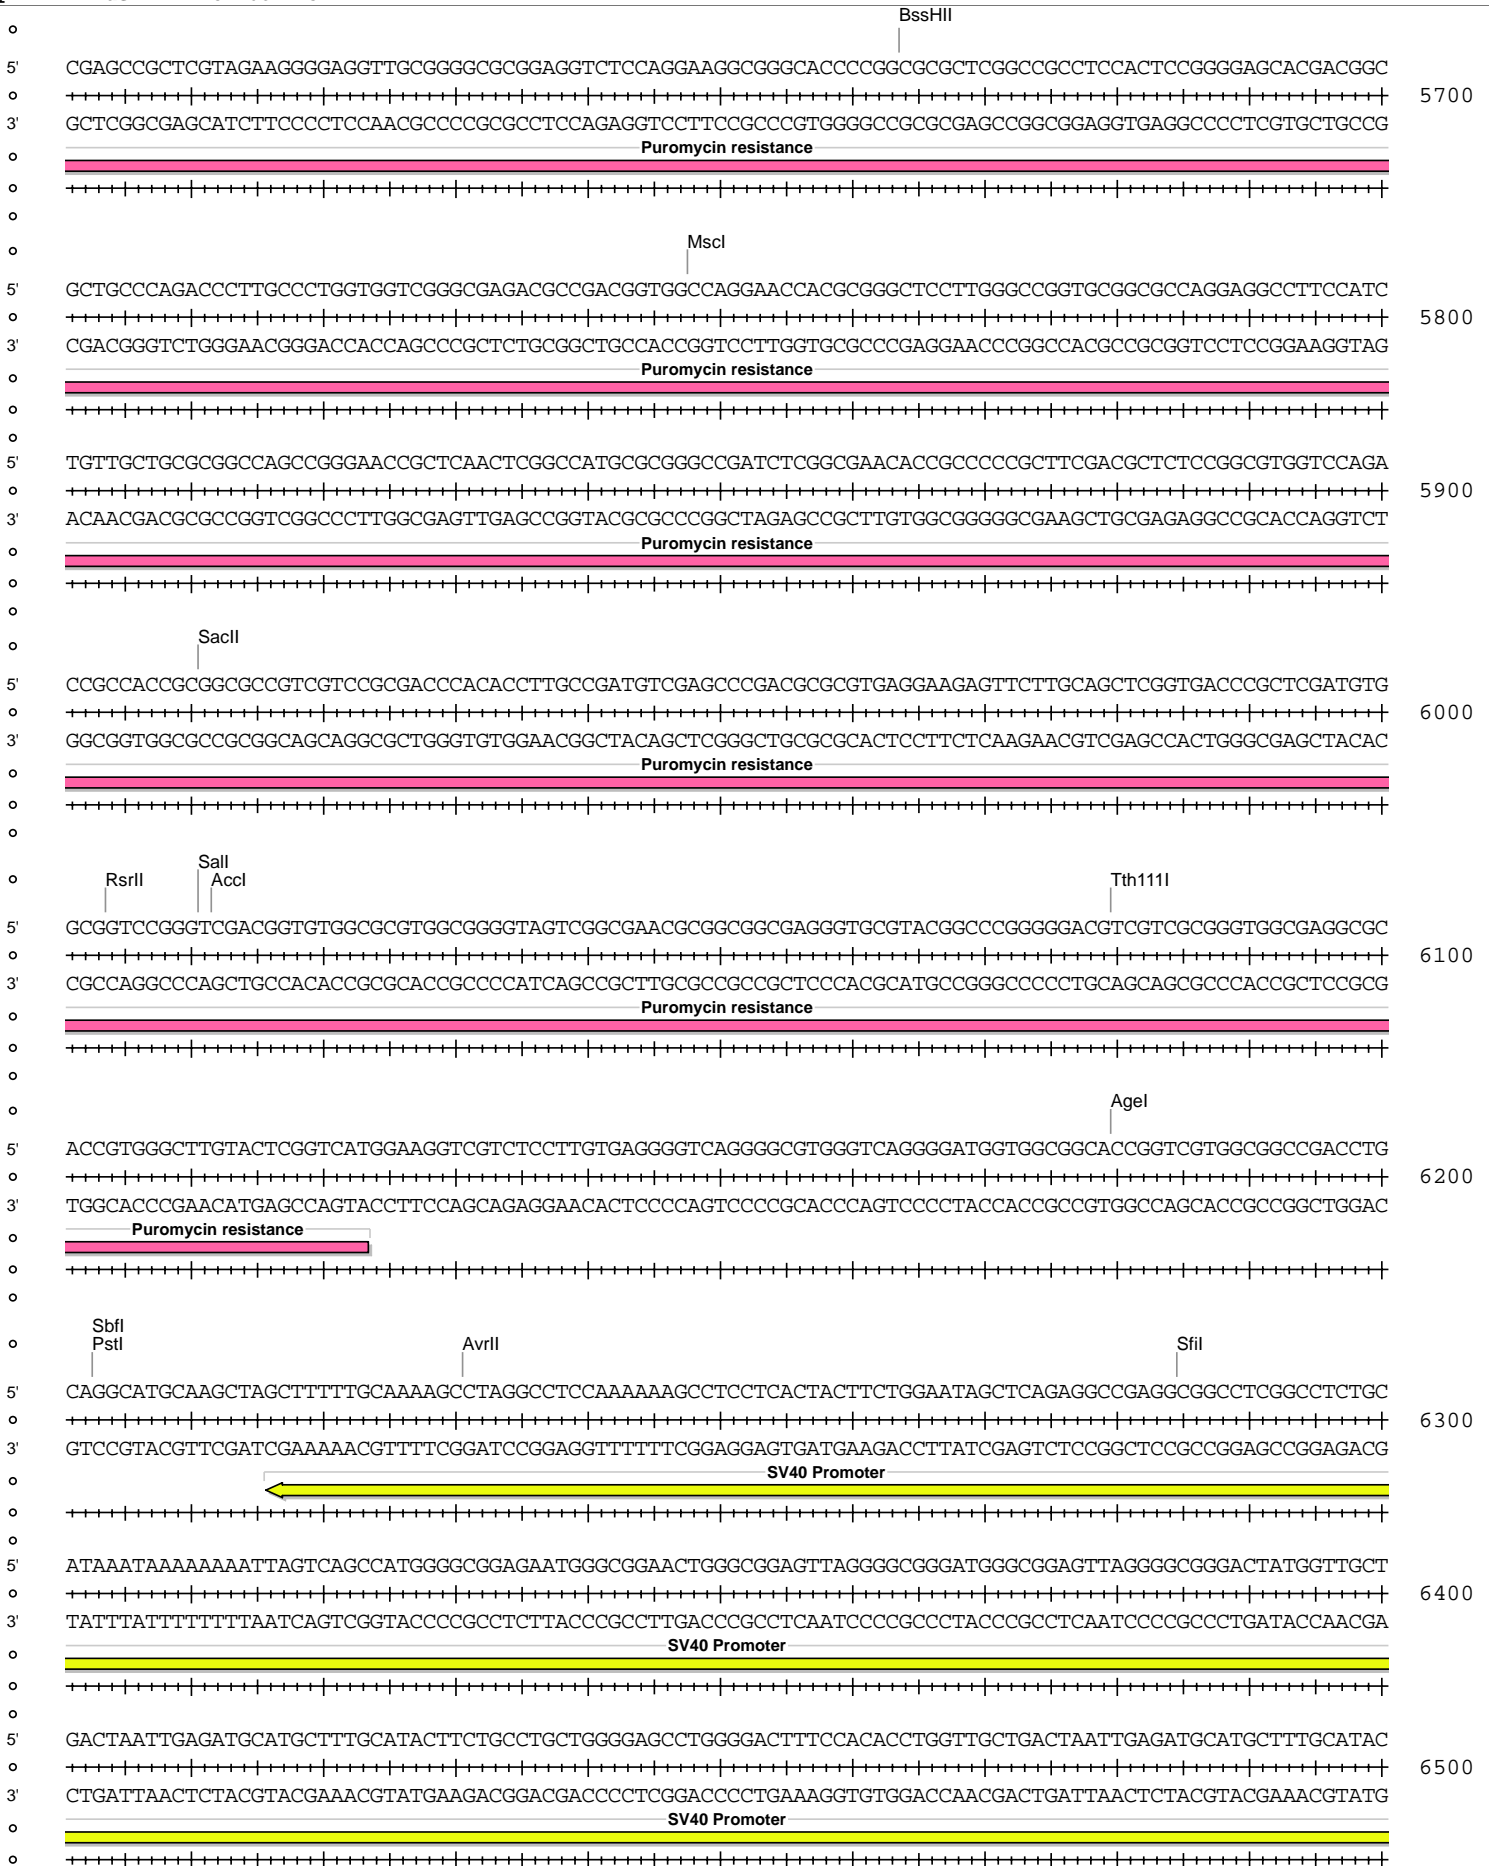 BssHII
5' CGAGCCGCTCGTAGAAGGGGAGGTTGCGGGGCGCGGAGGTCTCCAGGAAGGCGGGCACCCCGGCGCGCTCGGCCGCCTCCACTCCGGGGAGCACGACGGC
5700
3' GCTCGGCGAGCATCTTCCCCTCCAACGCCCCGCGCCTCCAGAGGTCCTTCCGCCCGTGGGGCCGCGCGAGCCGGCGGAGGTGAGGCCCCTCGTGCTGCCG
Puromycin resistance
MscI
5' GCTGCCCAGACCCTTGCCCTGGTGGTCGGGCGAGACGCCGACGGTGGCCAGGAACCACGCGGGCTCCTTGGGCCGGTGCGGCGCCAGGAGGCCTTCCATC
5800
3' CGACGGGTCTGGGAACGGGACCACCAGCCCGCTCTGCGGCTGCCACCGGTCCTTGGTGCGCCCGAGGAACCCGGCCACGCCGCGGTCCTCCGGAAGGTAG
Puromycin resistance
5' TGTTGCTGCGCGGCCAGCCGGGAACCGCTCAACTCGGCCATGCGCGGGCCGATCTCGGCGAACACCGCCCCCGCTTCGACGCTCTCCGGCGTGGTCCAGA
5900
3' ACAACGACGCGCCGGTCGGCCCTTGGCGAGTTGAGCCGGTACGCGCCCGGCTAGAGCCGCTTGTGGCGGGGGCGAAGCTGCGAGAGGCCGCACCAGGTCT
Puromycin resistance
SacII
5' CCGCCACCGCGGCGCCGTCGTCCGCGACCCACACCTTGCCGATGTCGAGCCCGACGCGCGTGAGGAAGAGTTCTTGCAGCTCGGTGACCCGCTCGATGTG
6000
3' GGCGGTGGCGCCGCGGCAGCAGGCGCTGGGTGTGGAACGGCTACAGCTCGGGCTGCGCGCACTCCTTCTCAAGAACGTCGAGCCACTGGGCGAGCTACAC
Puromycin resistance
SalI
RsrII AccI Tth111I
5' GCGGTCCGGGTCGACGGTGTGGCGCGTGGCGGGGTAGTCGGCGAACGCGGCGGCGAGGGTGCGTACGGCCCGGGGGACGTCGTCGCGGGTGGCGAGGCGC
6100
3' CGCCAGGCCCAGCTGCCACACCGCGCACCGCCCCATCAGCCGCTTGCGCCGCCGCTCCCACGCATGCCGGGCCCCCTGCAGCAGCGCCCACCGCTCCGCG
Puromycin resistance
AgeI
5' ACCGTGGGCTTGTACTCGGTCATGGAAGGTCGTCTCCTTGTGAGGGGTCAGGGGCGTGGGTCAGGGGATGGTGGCGGCACCGGTCGTGGCGGCCGACCTG
6200
3' TGGCACCCGAACATGAGCCAGTACCTTCCAGCAGAGGAACACTCCCCAGTCCCCGCACCCAGTCCCCTACCACCGCCGTGGCCAGCACCGCCGGCTGGAC
Puromycin resistance
SbfI
PstI AvrII SfiI
5' CAGGCATGCAAGCTAGCTTTTTGCAAAAGCCTAGGCCTCCAAAAAAGCCTCCTCACTACTTCTGGAATAGCTCAGAGGCCGAGGCGGCCTCGGCCTCTGC
6300
3' GTCCGTACGTTCGATCGAAAAACGTTTTCGGATCCGGAGGTTTTTTCGGAGGAGTGATGAAGACCTTATCGAGTCTCCGGCTCCGCCGGAGCCGGAGACG
SV40 Promoter
5' ATAAATAAAAAAAATTAGTCAGCCATGGGGCGGAGAATGGGCGGAACTGGGCGGAGTTAGGGGCGGGATGGGCGGAGTTAGGGGCGGGACTATGGTTGCT
6400
3' TATTTATTTTTTTTAATCAGTCGGTACCCCGCCTCTTACCCGCCTTGACCCGCCTCAATCCCCGCCCTACCCGCCTCAATCCCCGCCCTGATACCAACGA
SV40 Promoter
5' GACTAATTGAGATGCATGCTTTGCATACTTCTGCCTGCTGGGGAGCCTGGGGACTTTCCACACCTGGTTGCTGACTAATTGAGATGCATGCTTTGCATAC
6500
3' CTGATTAACTCTACGTACGAAACGTATGAAGACGGACGACCCCTCGGACCCCTGAAAGGTGTGGACCAACGACTGATTAACTCTACGTACGAAACGTATG
SV40 Promoter